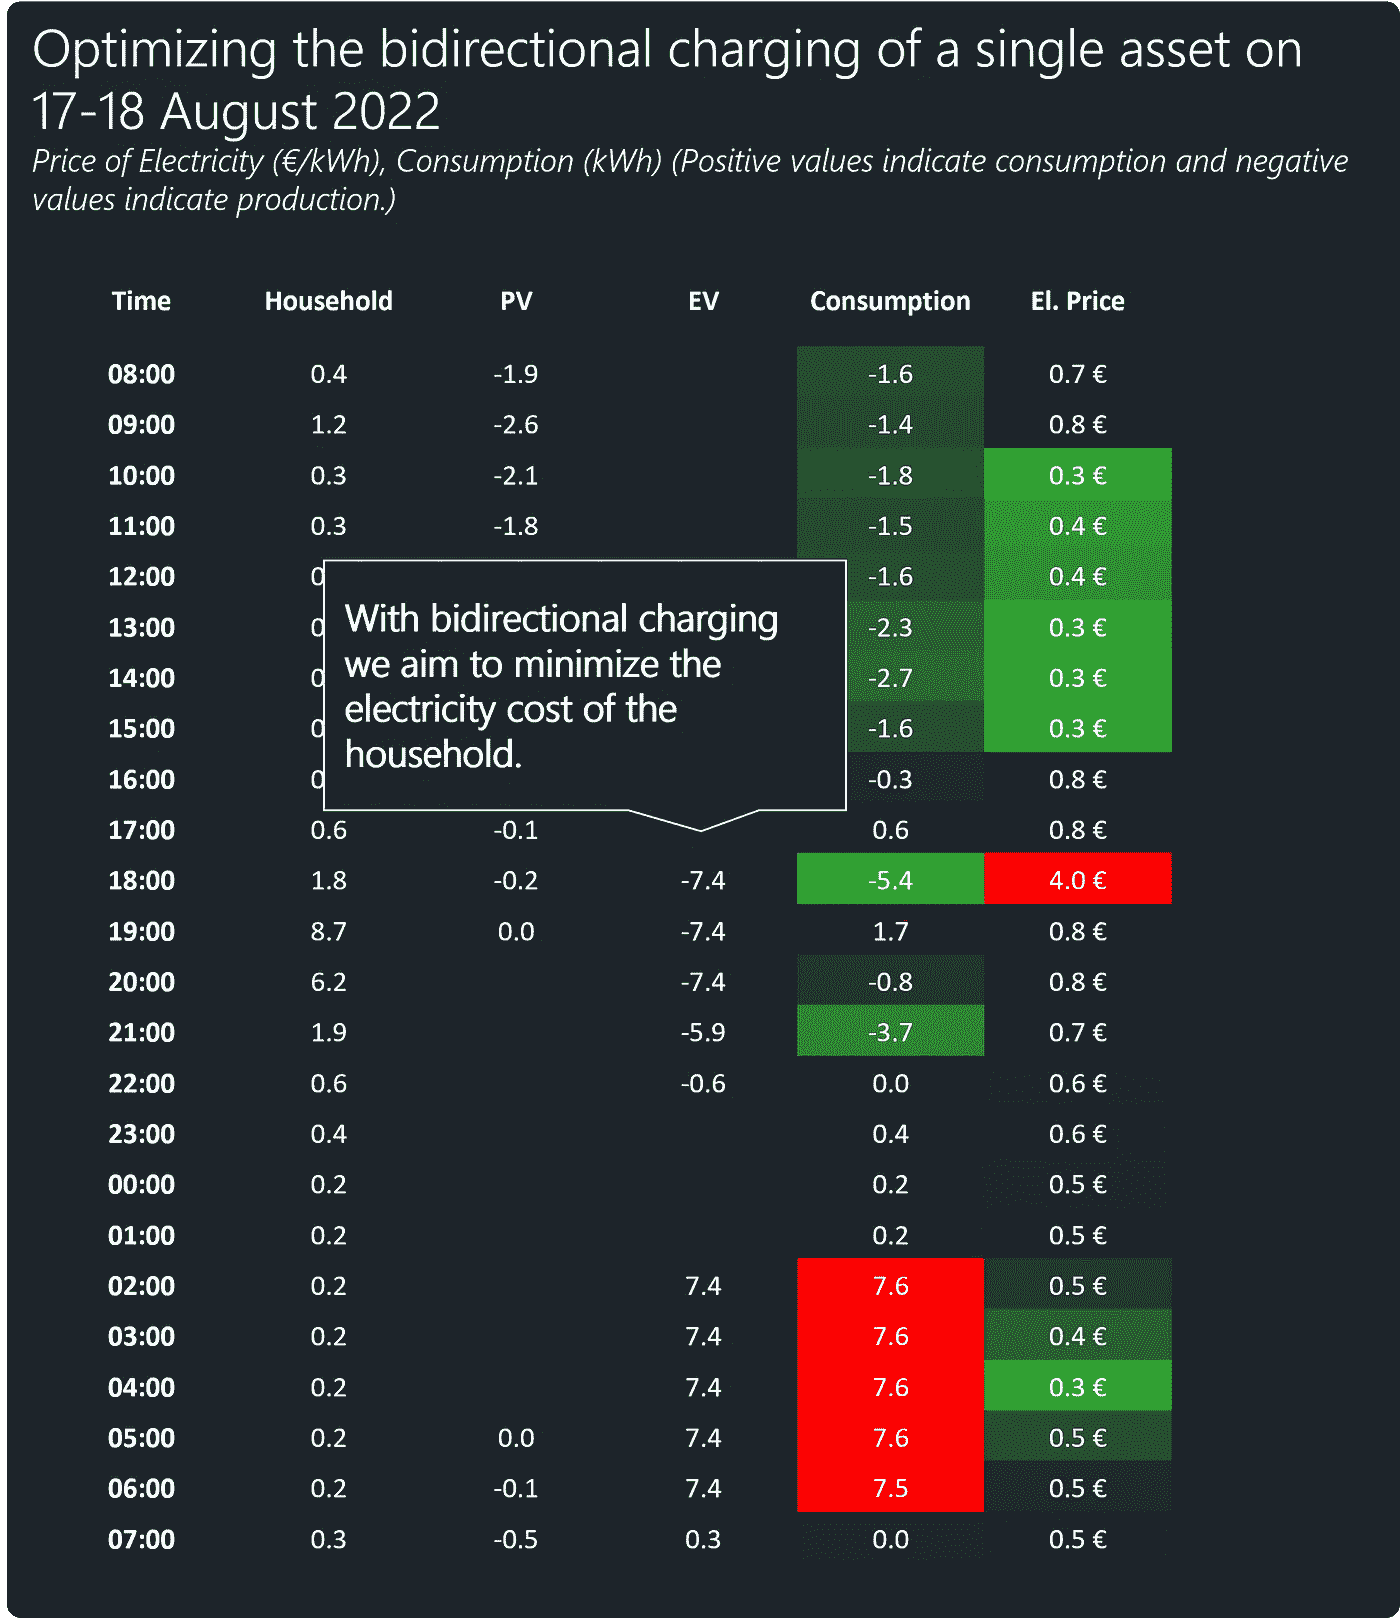 Optimizing the bidirectional charging of a single asset on
17-18 August 2022
Price of Electricity (€/kWh), Consumption (kWh) (Positive values indicate consumption and negative
values indicate production.)
Time Household PV EV Consumption El. Price
08:00 0.4 -1.9 -1.6 0.7 €
09:00 1.2 -2.6 -1.4 0.8 €
10:00 0.3 -2.1 -1.8 0.3 €
11:00 0.3 -1.8 -1.5 0.4 €
12:00 -1.6 0.4 €
13:00 -2.3 0.3 €
14:00 -2.7 0.3 €
15:00 -1.6 0.3 €
16:00 -0.3 0.8 €
With bidirectional charging
we aim to minimize the
electricity cost of the
household.
17:00 0.6 -0.1 0.6 0.8 €
18:00 1.8 -0.2 -7.4 -5.4 4.0 €
19:00 8.7 0.0 -7.4 1.7 0.8 €
20:00 6.2 -7.4 -0.8 0.8 €
21:00 1.9 -5.9 -3.7 0.7 €
22:00 0.6 -0.6 0.0 0.6 €
23:00 0.4 0.4 0.6 €
00:00 0.2 0.2 0.5 €
01:00 0.2 0.2 0.5 €
02:00 0.2 7.4 7.6 0.5 €
03:00 0.2 7.4 7.6 0.4 €
04:00 0.2 7.4 7.6 0.3 €
05:00 0.2 0.0 7.4 7.6 0.5 €
06:00 0.2 -0.1 7.4 7.5 0.5 €
07:00 0.3 -0.5 0.3 0.0 0.5 €